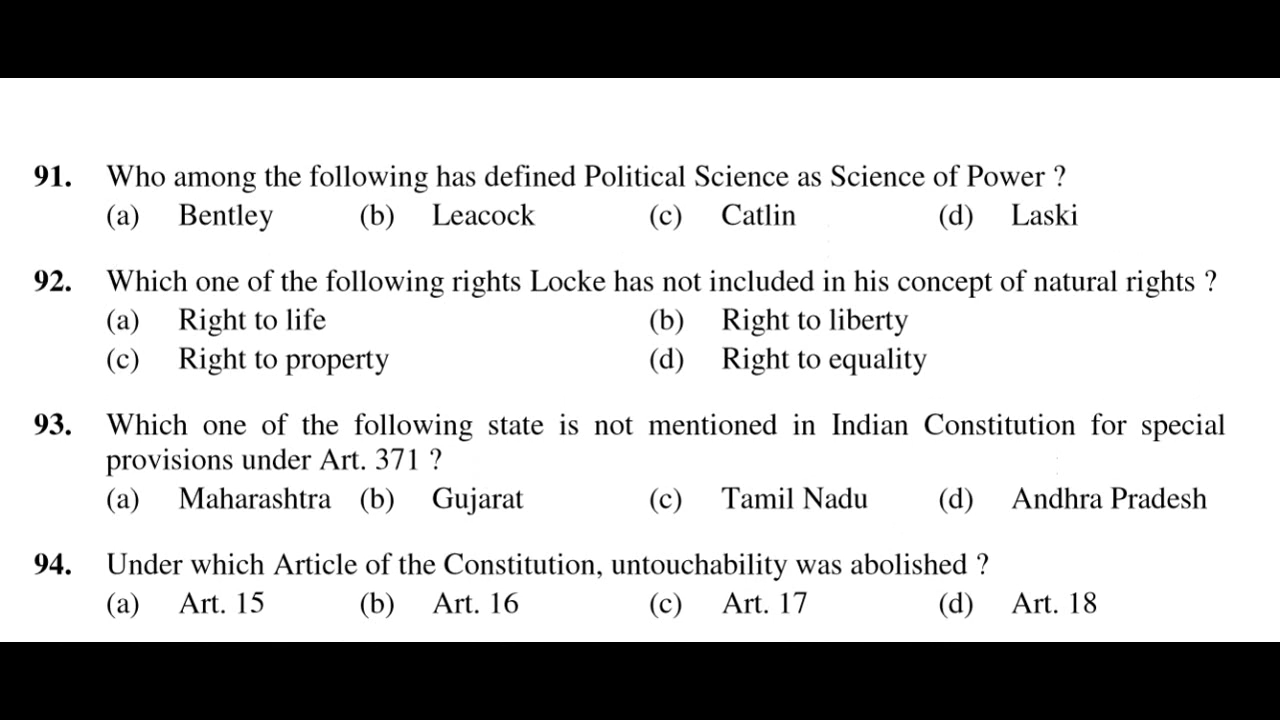 91. Who among the following has defined Political Science as Science of Power ?
(a) Bentley (b) Leacock (c) Catlin (d) Laski
92. Which one of the following rights Locke has not included in his concept of natural rights ?
(a) Right to life (b) Right to liberty
(c) Right to property (d) Right to equality
93. Which one of the following state is not mentioned in Indian Constitution for special
provisions under Art. 371 ?
(a) Maharashtra (b) Gujarat (c) Tamil Nadu (d) Andhra Pradesh
94. Under which Article of the Constitution, untouchability was abolished ?
(a) Art. 15 (b) Art. 16 (c) Art. 17 (d) Art. 18